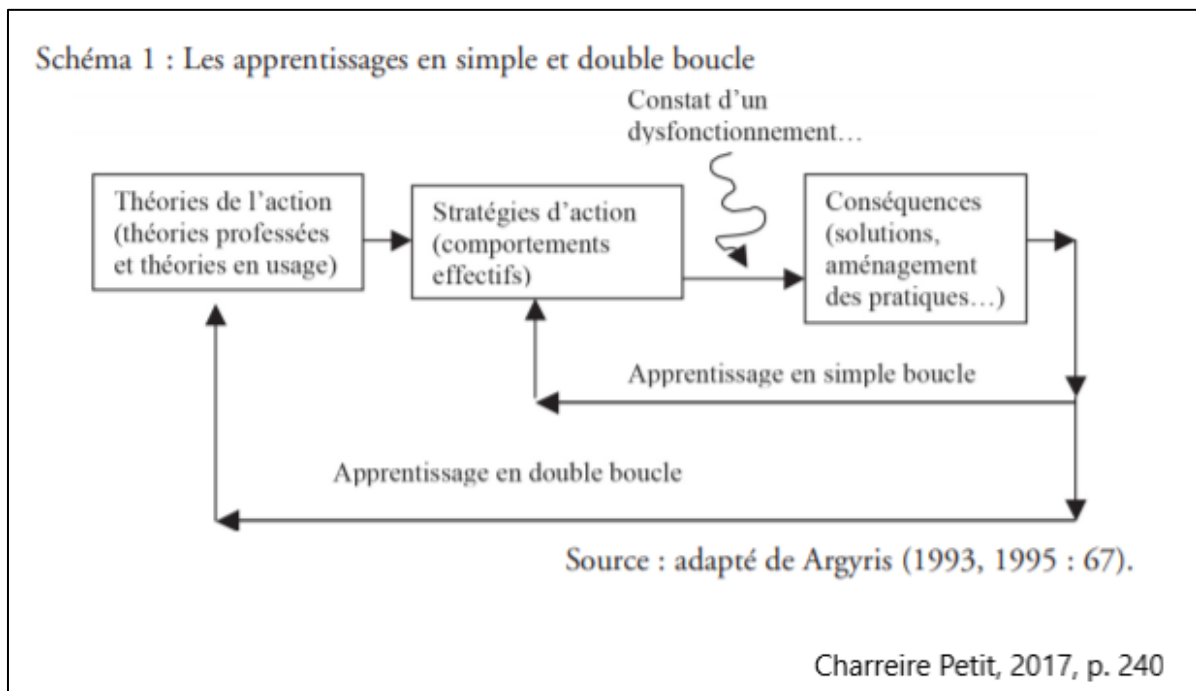 Schéma 1 : Les apprentissages en simple et double boucle
Constat d’un
dysfonctionnement…
Théories de l’action
(théories professées
et théories en usage)
Stratégies d’action
(comportements
effectifs)
Conséquences
(solutions,
aménagement
des pratiques…)
Apprentissage en simple boucle
Apprentissage en double boucle
Source : adapté de Argyris (1993, 1995 : 67).
Charreire Petit, 2017, p. 240